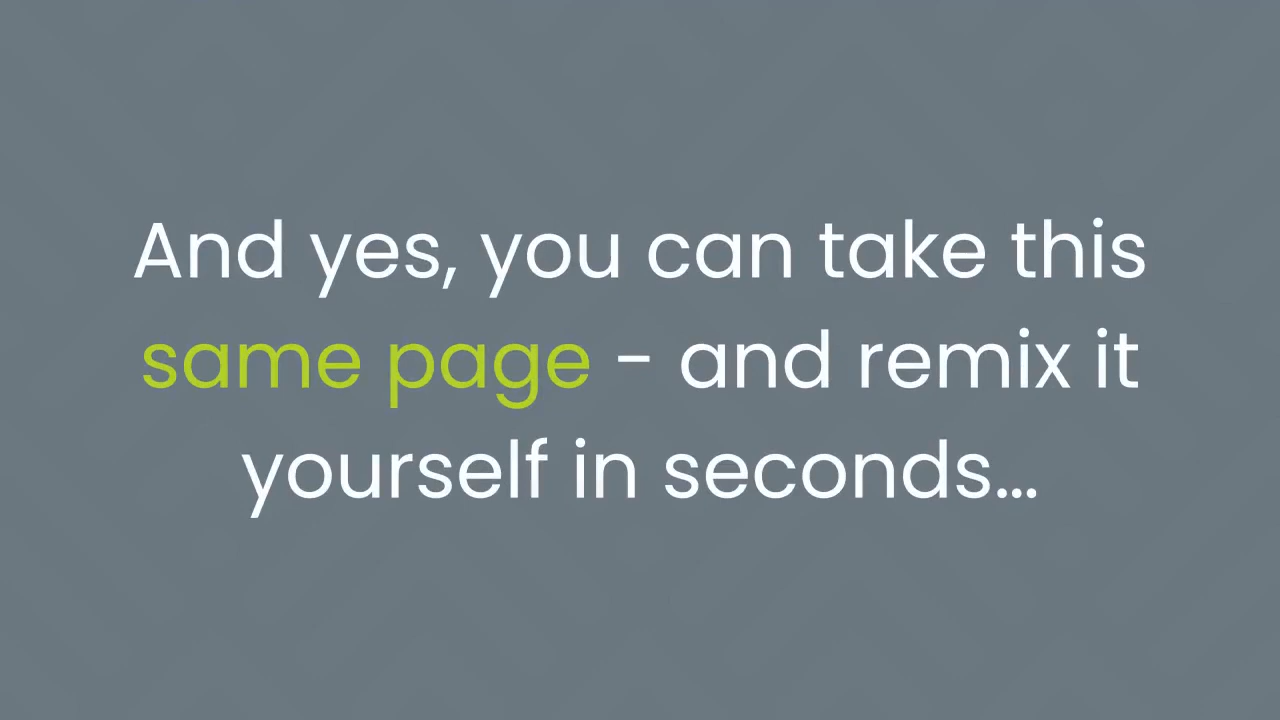 And yes, you can take this
same page - and remix it
yourself in seconds...